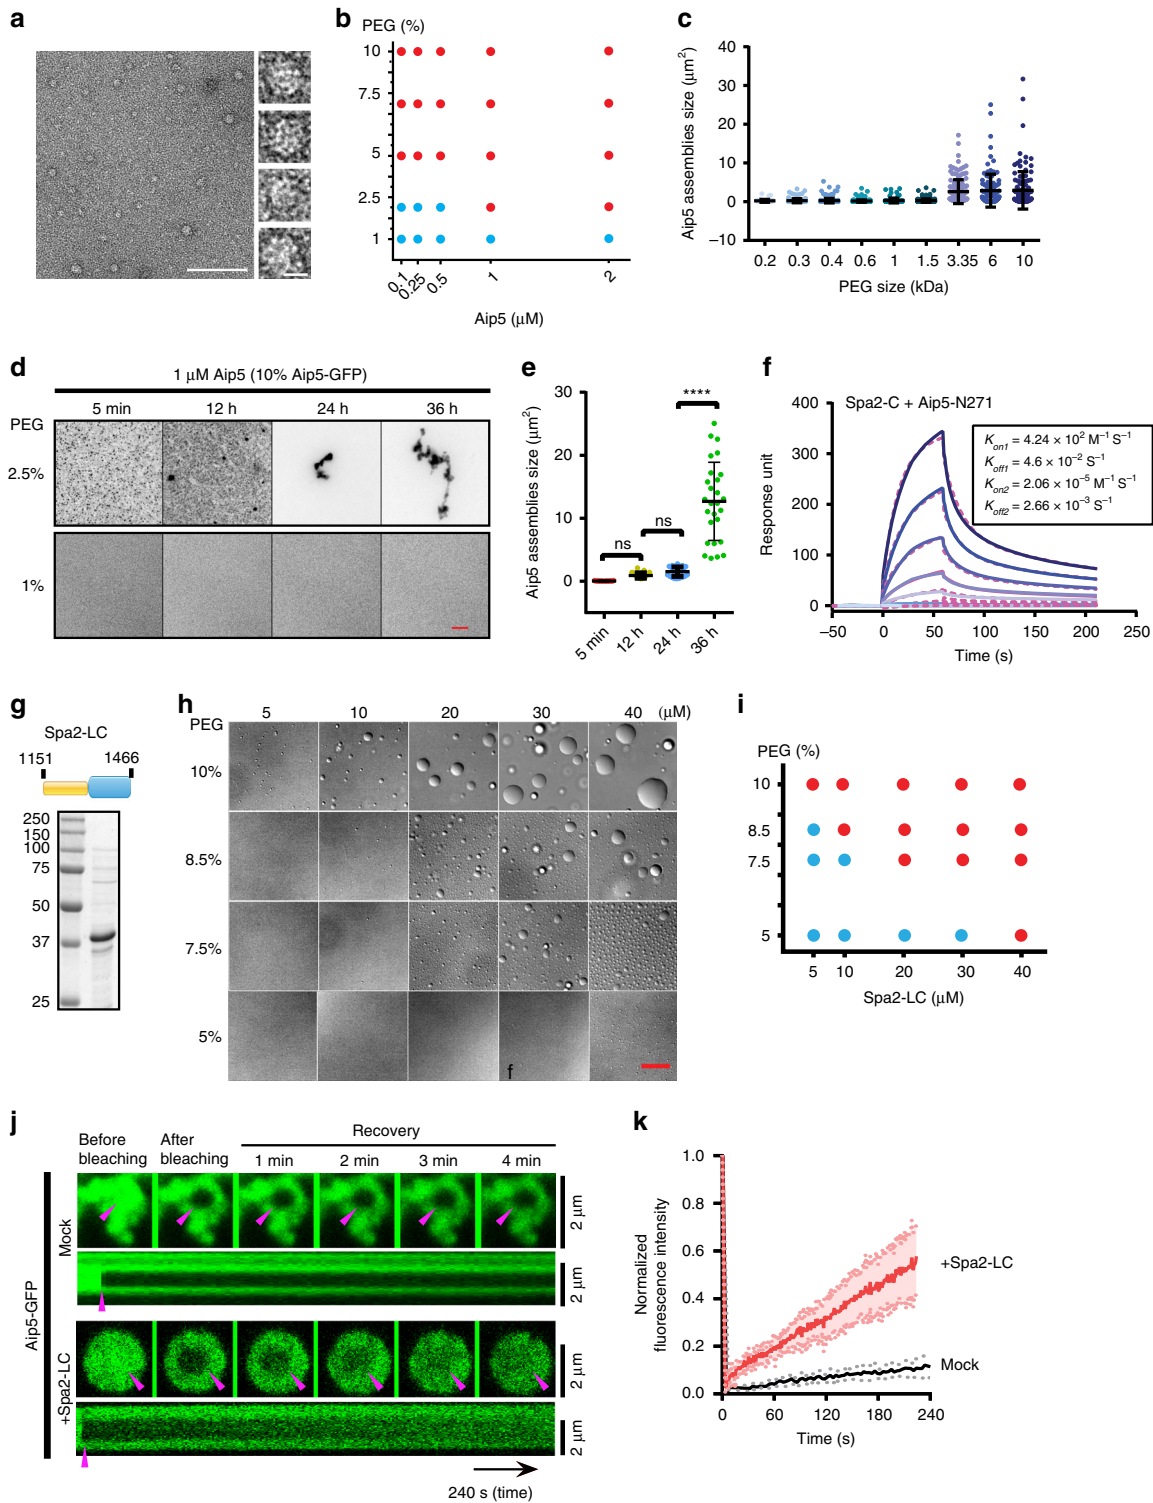 a
b
PEG (%)
10
7.5
5
2.5
1
0.1
0.25
0.5
1
2
Aip5 (μM)
c
Aip5 assemblies size (μm²)
40
30
20
10
0
−10
0.2 0.3 0.4 0.6 1 1.5 3.35 6 10
PEG size (kDa)
d
1 μM Aip5 (10% Aip5-GFP)
PEG
5 min
12 h
24 h
36 h
2.5%
1%
e
Aip5 assemblies size (μm²)
30
20
10
0
ns
ns
****
5 min
12 h
24 h
36 h
f
Spa2-C + Aip5-N271
Response unit
400
300
200
100
0
−50 0 50 100 150 200 250
Time (s)
Kon1 = 4.24 × 10² M⁻¹ S⁻¹
Koff1 = 4.6 × 10⁻² S⁻¹
Kon2 = 2.06 × 10⁻⁵ M⁻¹ S⁻¹
Koff2 = 2.66 × 10⁻³ S⁻¹
g
Spa2-LC
1151
1466
250
150
100
75
50
37
25
h
PEG
5
10
20
30
40
(μM)
10%
8.5%
7.5%
5%
f
i
PEG (%)
10
8.5
7.5
5
5 10 20 30 40
Spa2-LC (μM)
j
Before bleaching
After bleaching
Recovery
1 min
2 min
3 min
4 min
Aip5-GFP
Mock
+Spa2-LC
2 μm
2 μm
2 μm
2 μm
240 s (time)
k
Normalized
fluorescence intensity
1.0
0.8
0.6
0.4
0.2
0.0
0 60 120 180 240
Time (s)
+Spa2-LC
Mock